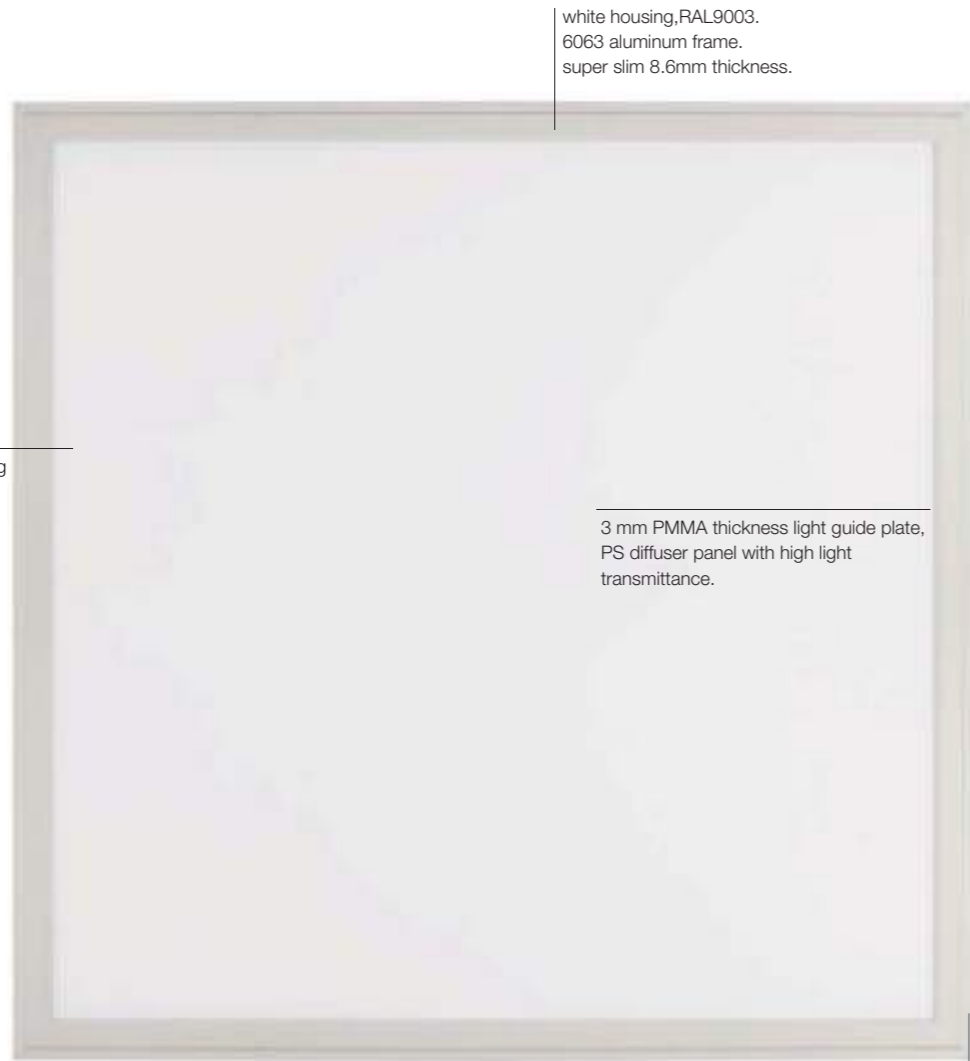 white housing,RAL9003.
6063 aluminum frame.
super slim 8.6mm thickness.
3 mm PMMA thickness light guide plate,
PS diffuser panel with high light
transmittance.